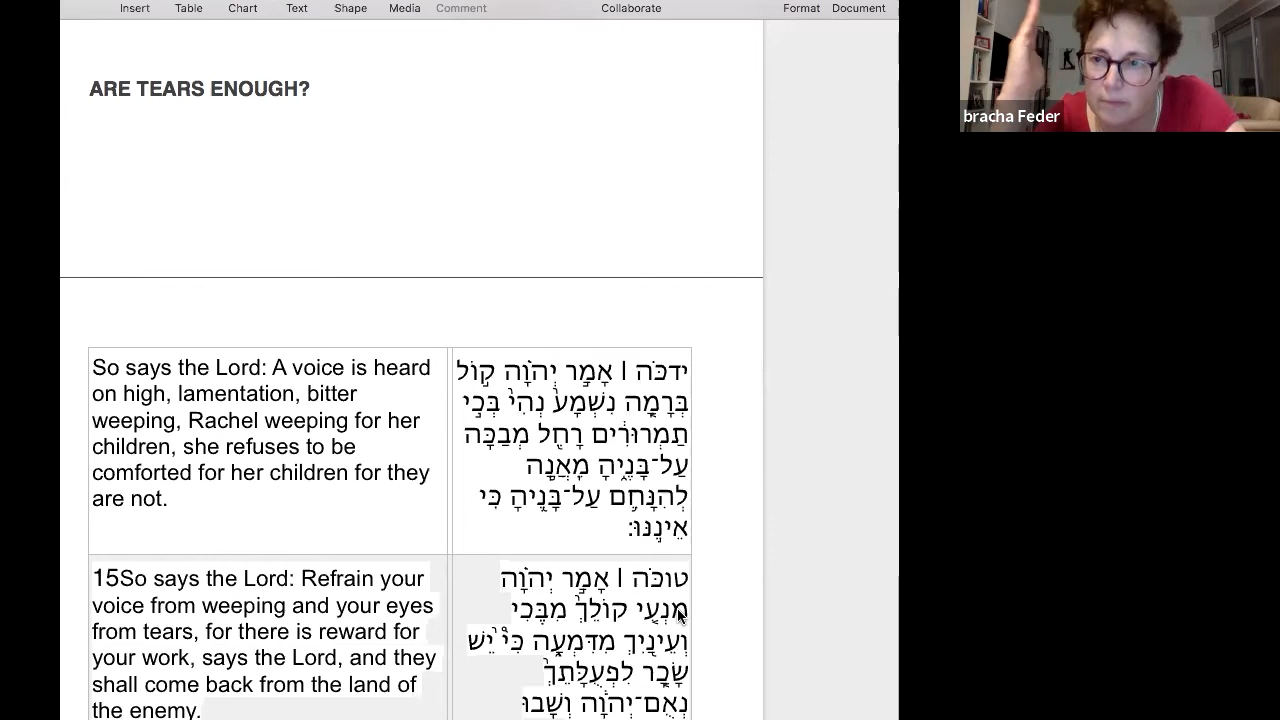 Insert Table Chart Text Shape Media Comment Collaborate Format Document
bracha Feder
ARE TEARS ENOUGH?
So says the Lord: A voice is heard
on high, lamentation, bitter
weeping, Rachel weeping for her
children, she refuses to be
comforted for her children for they
are not.
ידכֹּה | אָמַ֣ר יְהֹוָ֗ה ק֣וֹל
בְּרָמָ֚ה נִשְׁמָע֙ נְהִי֙ בְּכִ֣י
תַמְרוּרִ֔ים רָחֵ֖ל מְבַכָּ֣ה
עַל־בָּנֶ֑יהָ מֵֽאֲנָ֛ה
לְהִנָּחֵ֥ם עַל־בָּנֶ֖יהָ כִּ֥י
אֵינֶֽנּוּ:
15So says the Lord: Refrain your
voice from weeping and your eyes
from tears, for there is reward for
your work, says the Lord, and they
shall come back from the land of
the enemy.
טוכֹּה | אָמַ֣ר יְהֹוָ֗ה
מִנְעִ֚י קוֹלֵךְ֙ מִבֶּ֔כִי
וְעֵינַ֖יִךְ מִדִּמְעָ֑ה כִּי֩ יֵ֨שׁ
שָׂכָ֚ר לִפְעֻלָּתֵךְ֙
נְאֻם־יְהֹוָ֔ה וְשָׁ֖בוּ